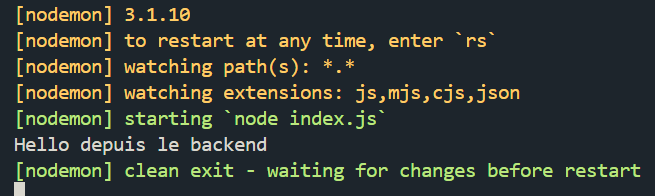 [nodemon] 3.1.10
[nodemon] to restart at any time, enter `rs`
[nodemon] watching path(s): *.*
[nodemon] watching extensions: js,mjs,cjs,json
[nodemon] starting `node index.js`
Hello depuis le backend
[nodemon] clean exit - waiting for changes before restart